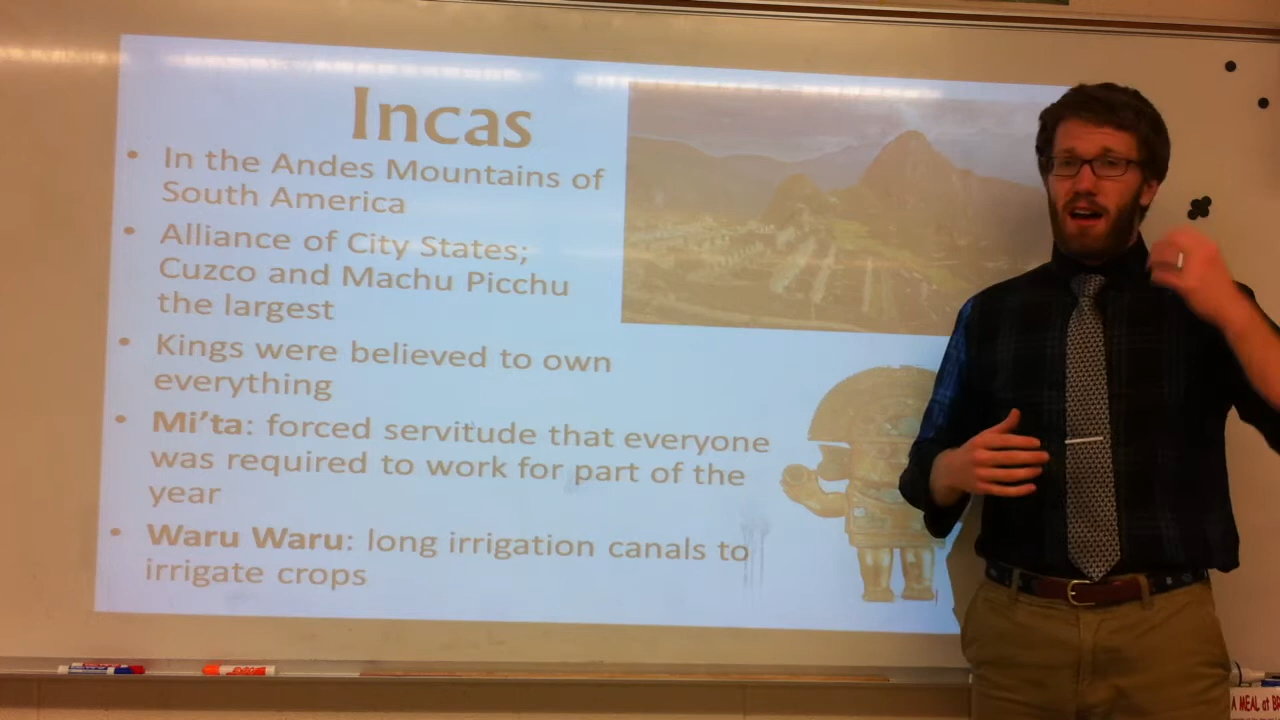 Incas
• In the Andes Mountains of
South America
• Alliance of City States;
Cuzco and Machu Picchu
the largest
• Kings were believed to own
everything
• Mi'ta: forced servitude that everyone
was required to work for part of the
year
• Waru Waru: long irrigation canals to
irrigate crops
A MEAL at